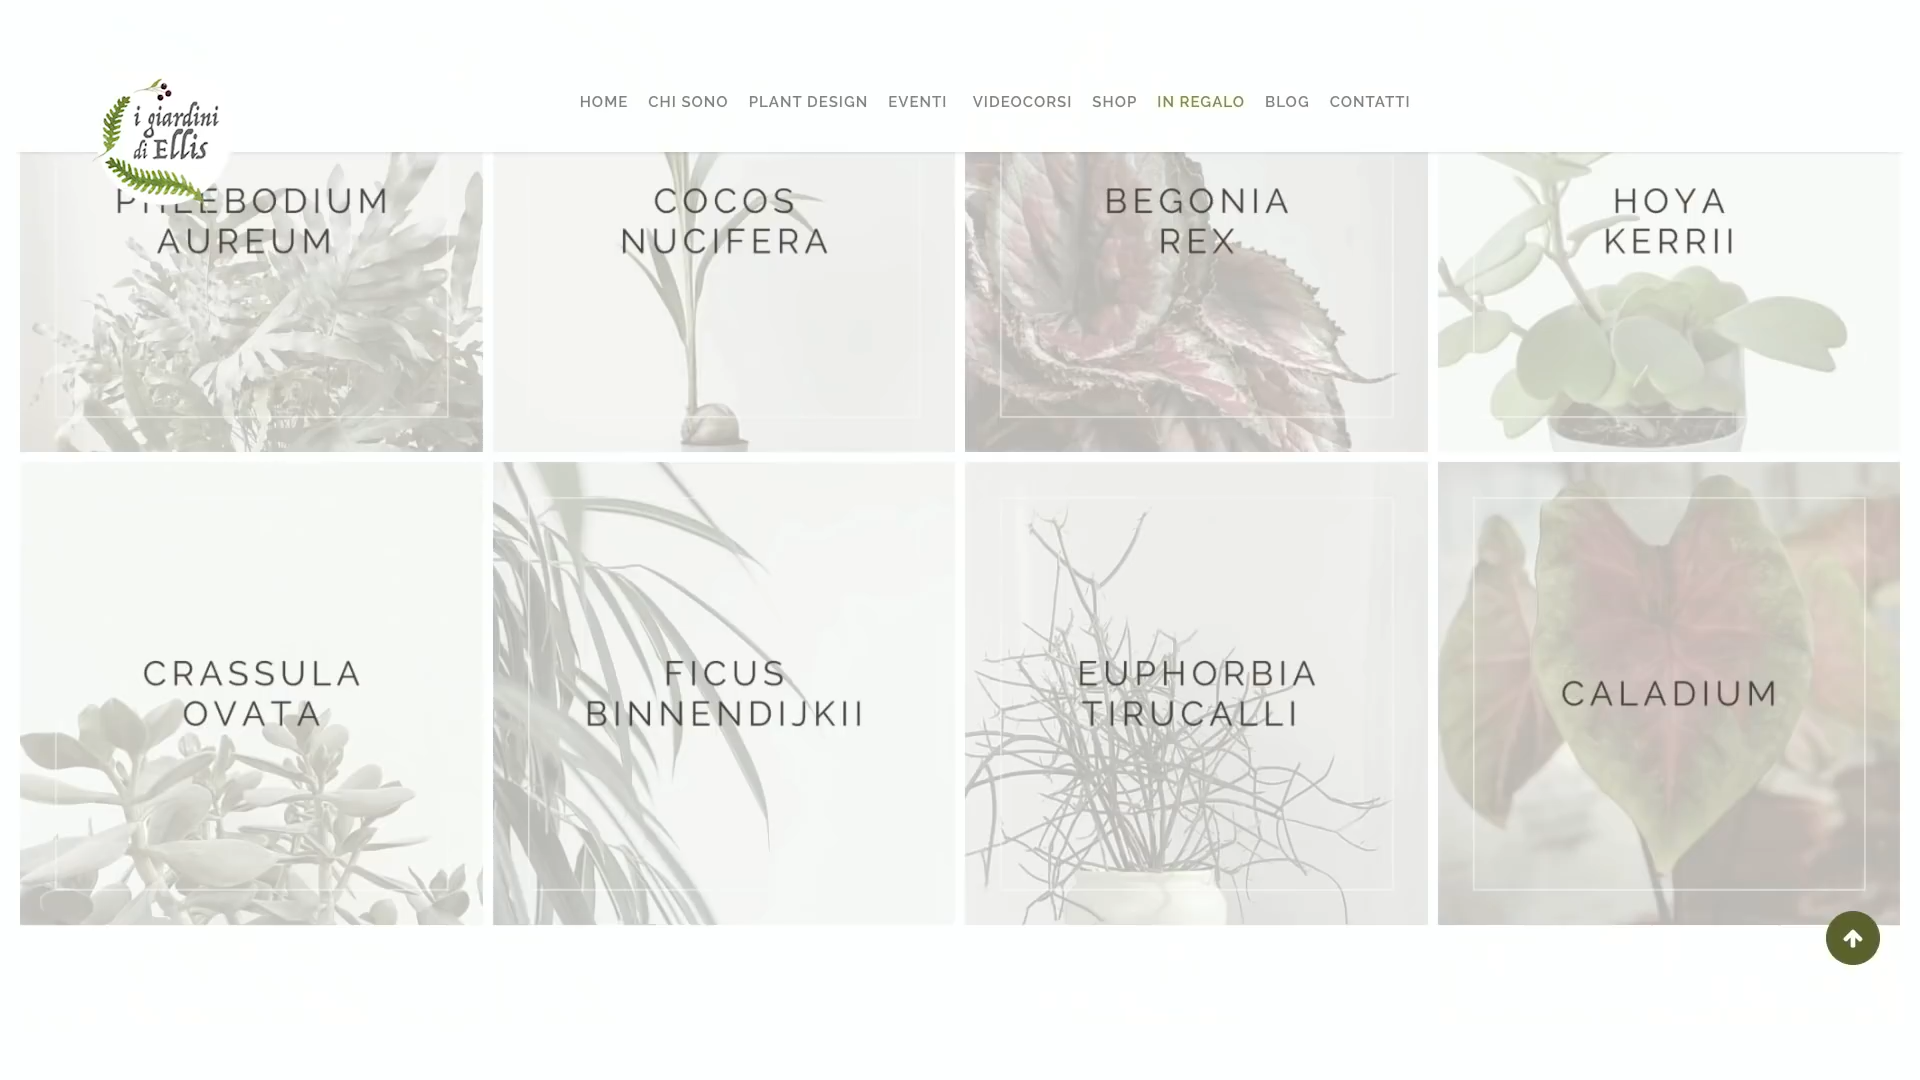 i giardini
di Ellis
HOME CHI SONO PLANT DESIGN EVENTI VIDEOCORSI SHOP IN REGALO BLOG CONTATTI
PHLEBODIUM
AUREUM
COCOS
NUCIFERA
BEGONIA
REX
HOYA
KERRII
CRASSULA
OVATA
FICUS
BINNENDIJKII
EUPHORBIA
TIRUCALLI
CALADIUM